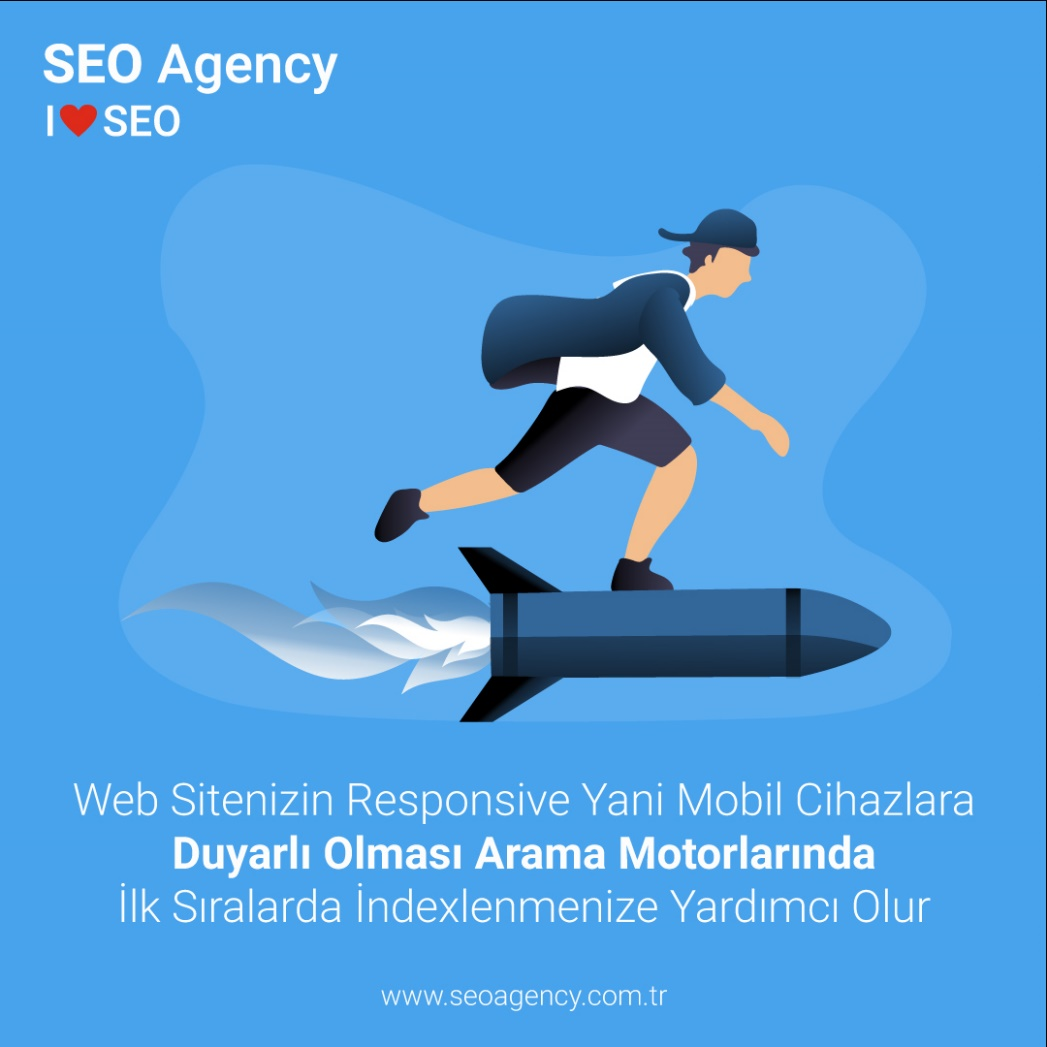 SEO Agency
I❤SEO
Web Sitenizin Responsive Yani Mobil Cihazlara
Duyarlı Olması Arama Motorlarında
İlk Sıralarda İndexlenmenize Yardımcı Olur
www.seoagency.com.tr